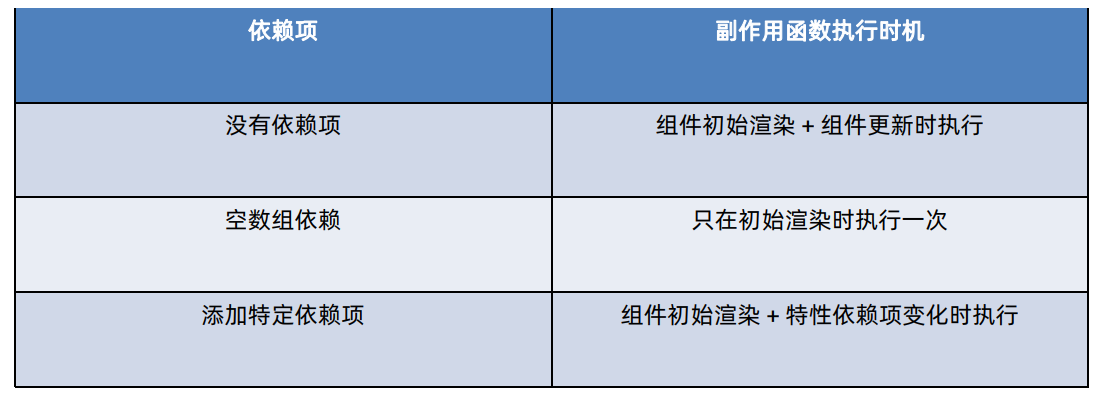 依赖项
副作用函数执行时机
没有依赖项
组件初始渲染 + 组件更新时执行
空数组依赖
只在初始渲染时执行一次
添加特定依赖项
组件初始渲染 + 特性依赖项变化时执行